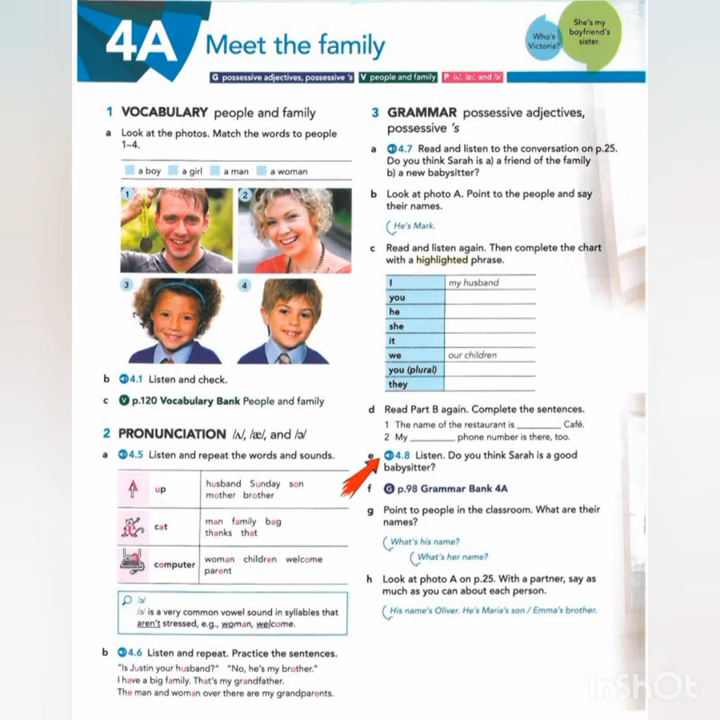 4A Meet the family
Who's
Victoria?
She's my
boyfriend's
sister.
G possessive adjectives, possessive 's V people and family P /ʌ/, /æ/, and /ə/
1 VOCABULARY people and family
a Look at the photos. Match the words to people
1–4.
a boy a girl a man a woman
1 2
3 4
b 4.1 Listen and check.
c V p.120 Vocabulary Bank People and family
2 PRONUNCIATION /ʌ/, /æ/, and /ə/
a 4.5 Listen and repeat the words and sounds.
up
husband Sunday son
mother brother
cat
man family bag
thanks that
computer
woman children welcome
parent
/ə/
/ə/ is a very common vowel sound in syllables that
aren't stressed, e.g., woman, welcome.
b 4.6 Listen and repeat. Practice the sentences.
"Is Justin your husband?" "No, he's my brother."
I have a big family. That's my grandfather.
The man and woman over there are my grandparents.
3 GRAMMAR possessive adjectives,
possessive 's
a 4.7 Read and listen to the conversation on p.25.
Do you think Sarah is a) a friend of the family
b) a new babysitter?
b Look at photo A. Point to the people and say
their names.
He's Mark.
c Read and listen again. Then complete the chart
with a highlighted phrase.
I my husband
you
he
she
it
we our children
you (plural)
they
d Read Part B again. Complete the sentences.
1 The name of the restaurant is ________ Café.
2 My ________ phone number is there, too.
e 4.8 Listen. Do you think Sarah is a good
babysitter?
f G p.98 Grammar Bank 4A
g Point to people in the classroom. What are their
names?
What's his name?
What's her name?
h Look at photo A on p.25. With a partner, say as
much as you can about each person.
His name's Oliver. He's Maria's son / Emma's brother.
InShOt